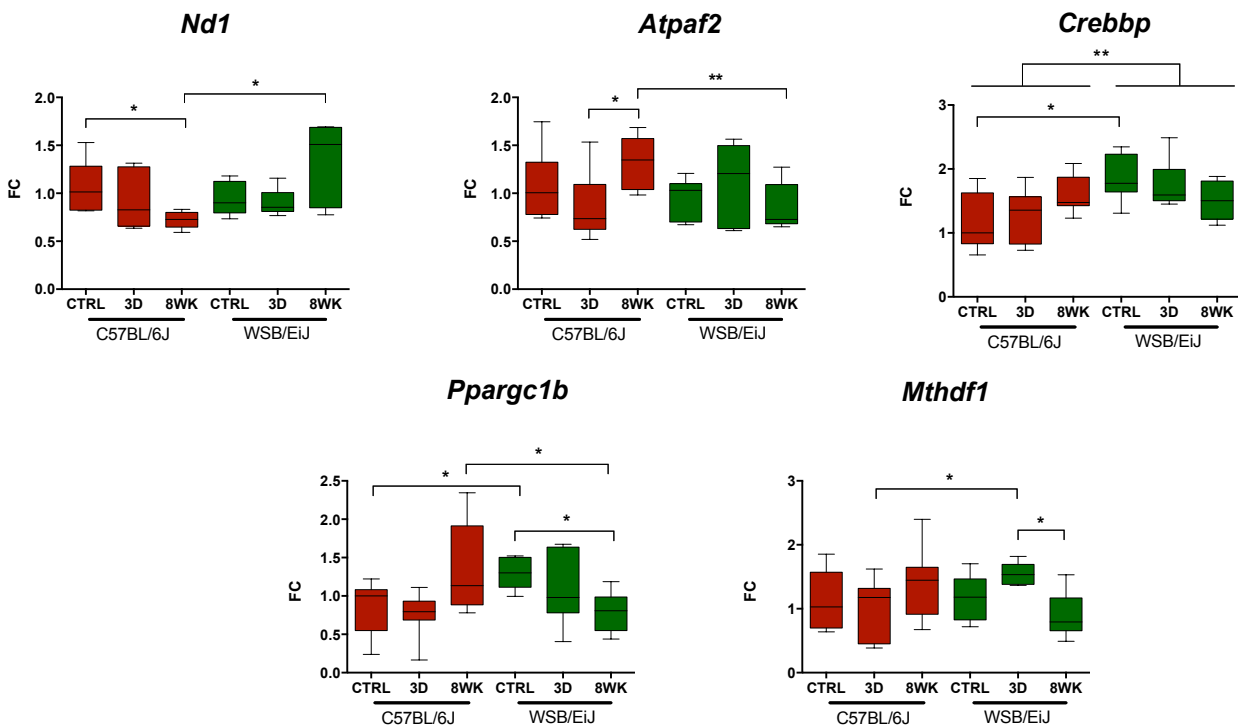 Nd1
Atpaf2
Crebbp
*
*
2.0
1.5
1.0
0.5
0.0
FC
CTRL 3D 8WK CTRL 3D 8WK
C57BL/6J WSB/EiJ
*
**
2.0
1.5
1.0
0.5
0.0
FC
CTRL 3D 8WK CTRL 3D 8WK
C57BL/6J WSB/EiJ
**
*
3
2
1
0
FC
CTRL 3D 8WK CTRL 3D 8WK
C57BL/6J WSB/EiJ
Ppargc1b
Mthdf1
*
*
*
2.5
2.0
1.5
1.0
0.5
0.0
FC
CTRL 3D 8WK CTRL 3D 8WK
C57BL/6J WSB/EiJ
*
*
3
2
1
0
FC
CTRL 3D 8WK CTRL 3D 8WK
C57BL/6J WSB/EiJ